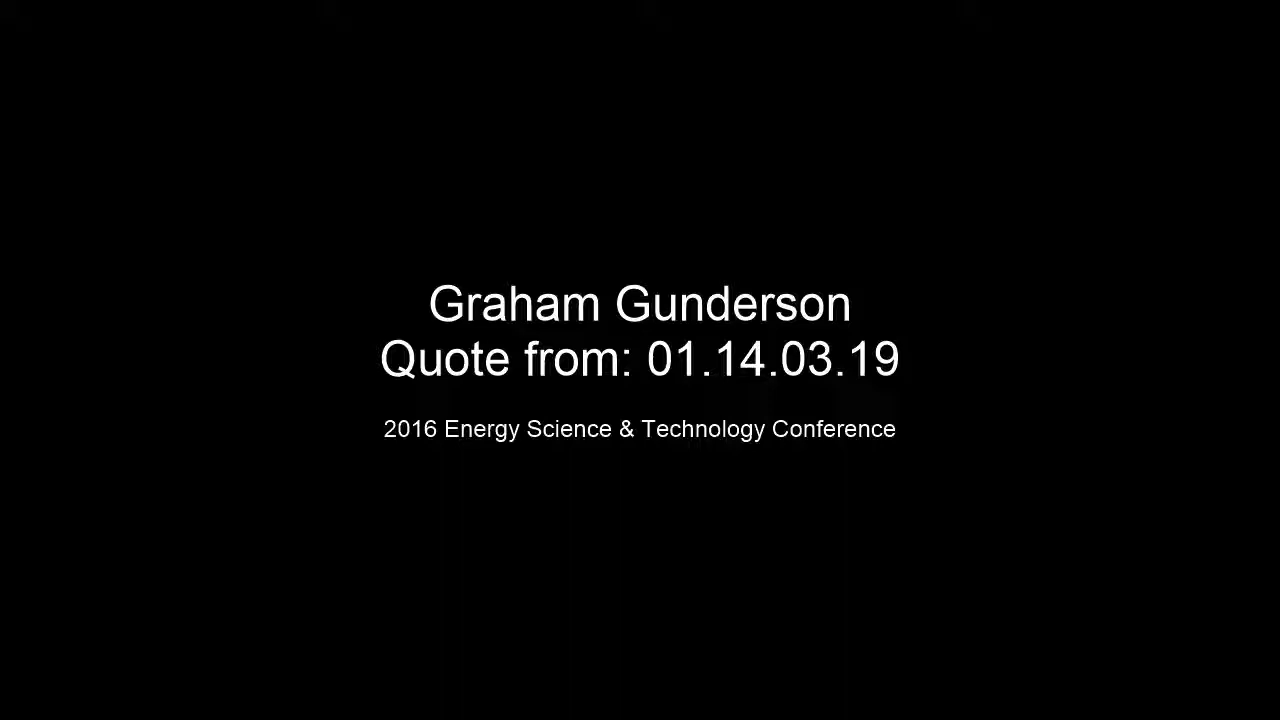 Graham Gunderson
Quote from: 01.14.03.19
2016 Energy Science & Technology Conference